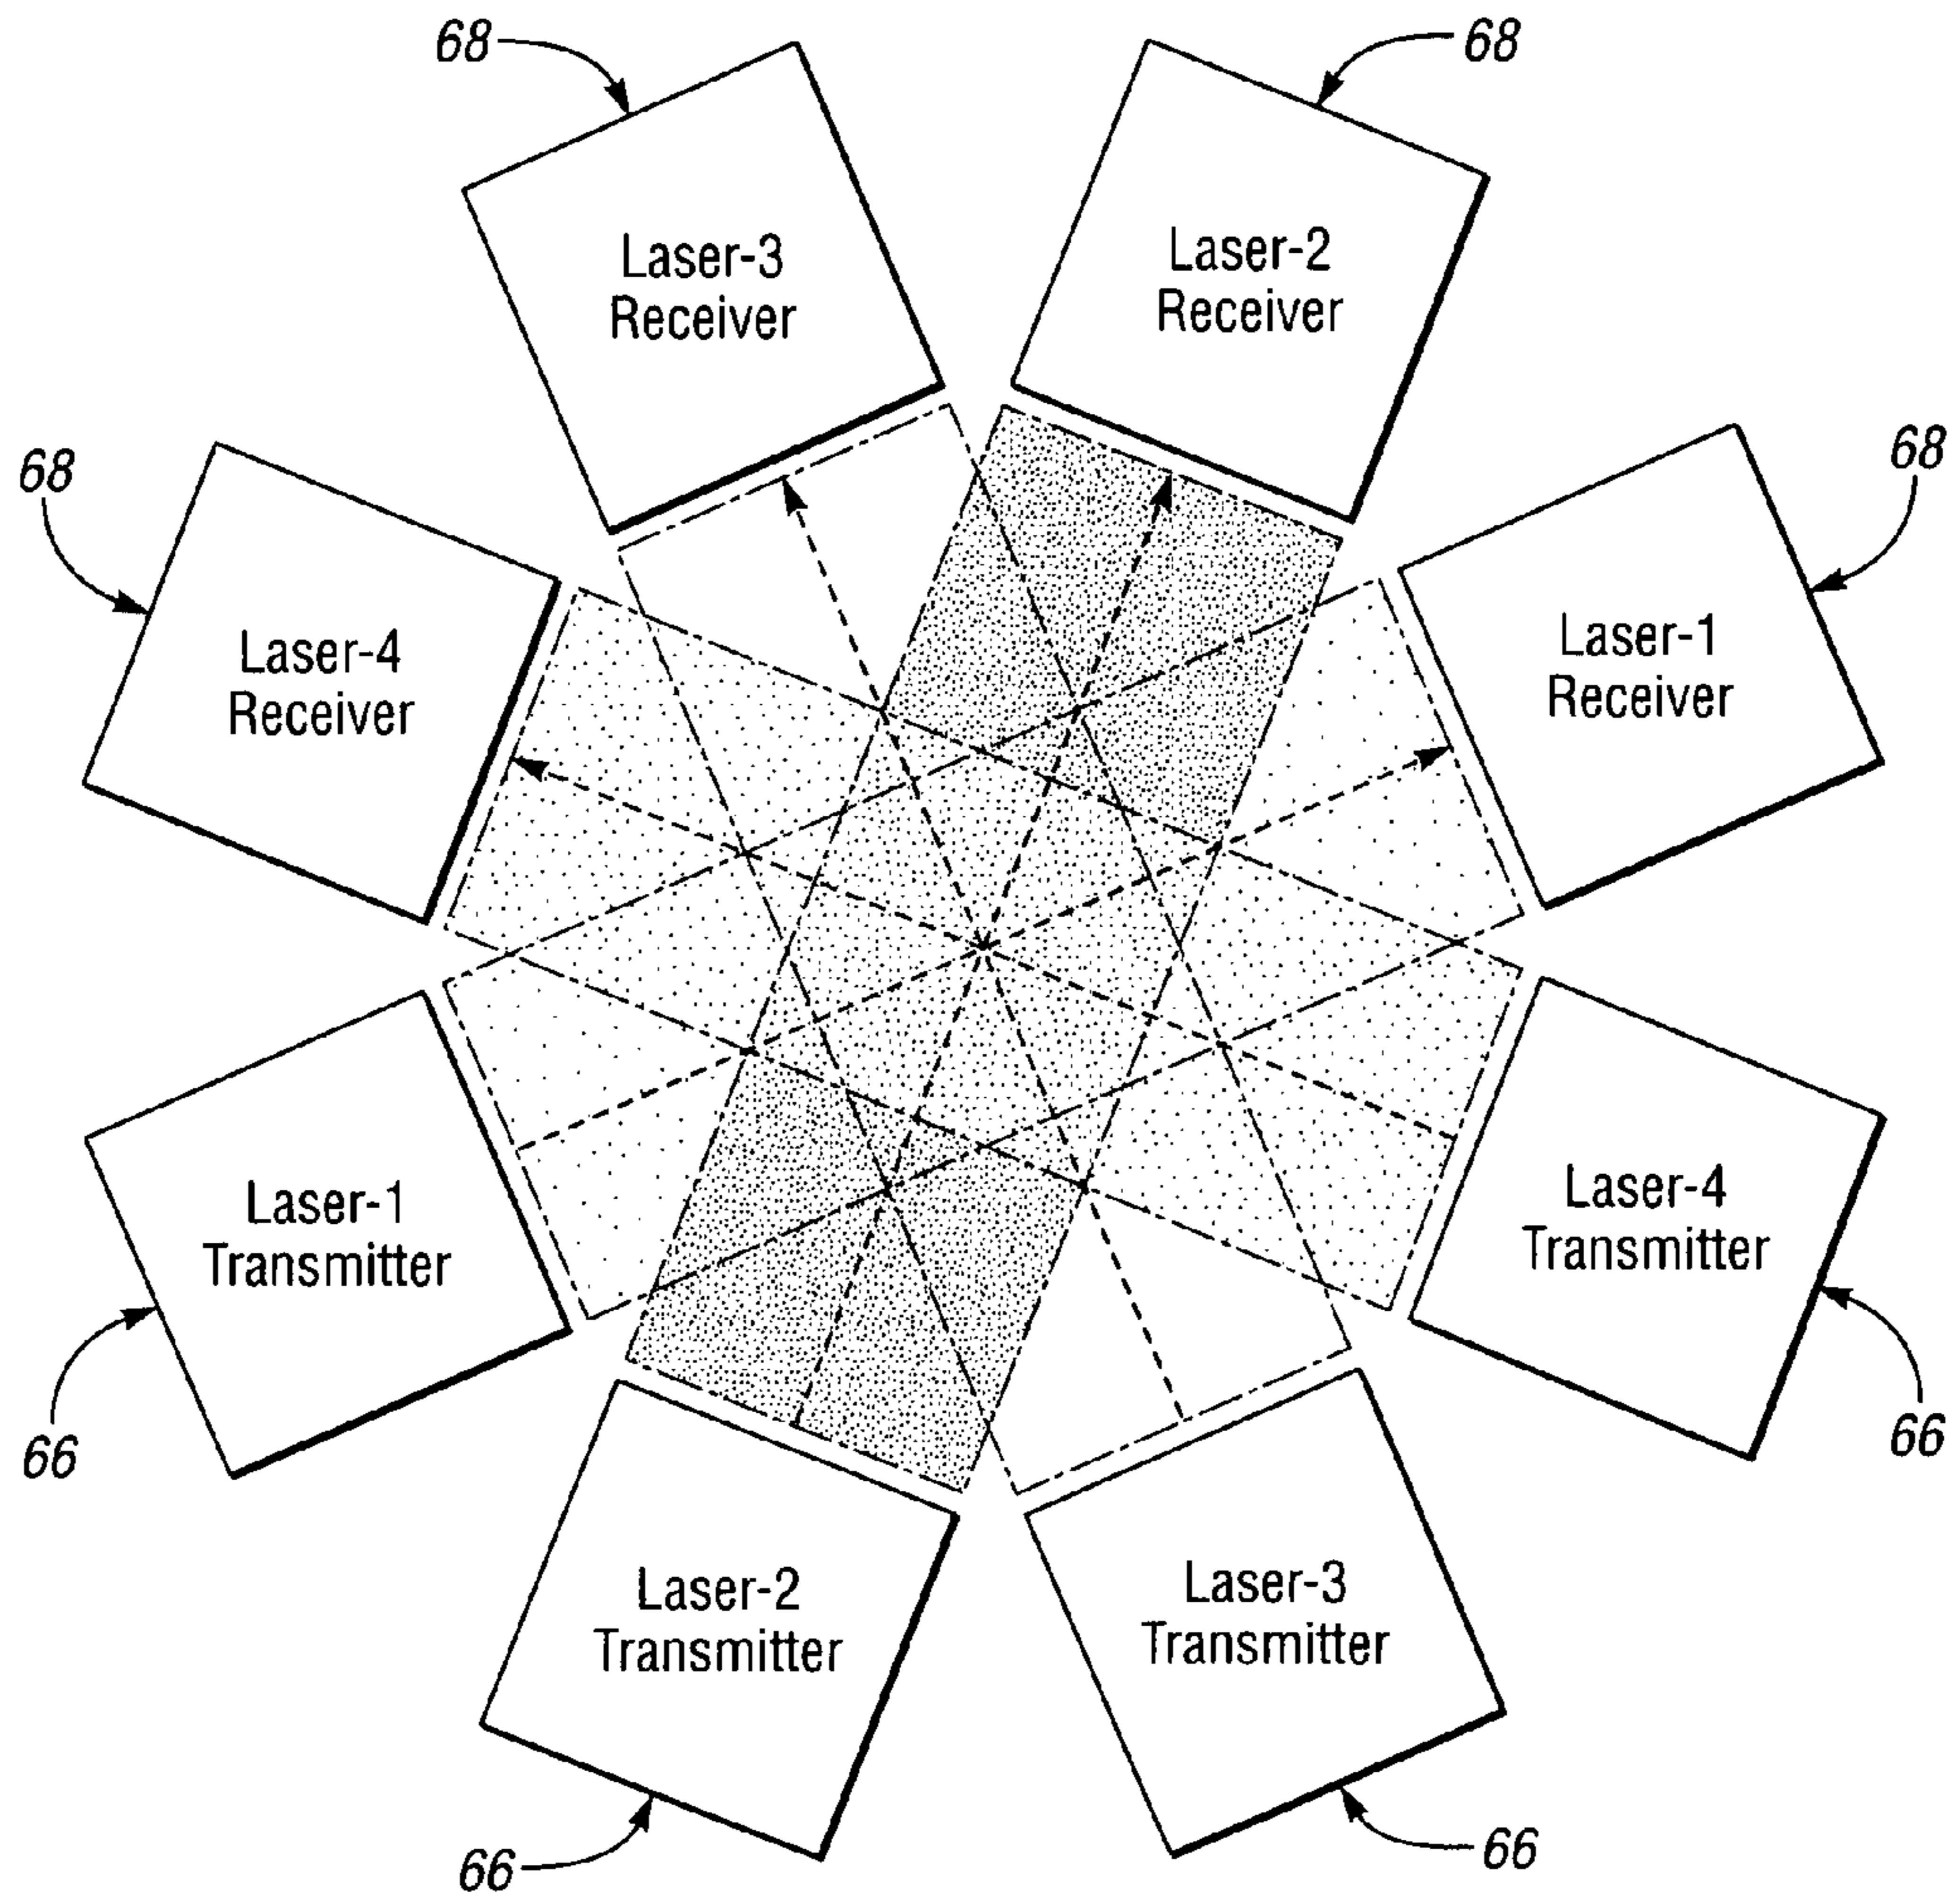 68
68
Laser-3
Receiver
Laser-2
Receiver
68
68
Laser-4
Receiver
Laser-1
Receiver
Laser-1
Transmitter
Laser-4
Transmitter
66
66
Laser-2
Transmitter
Laser-3
Transmitter
66
66